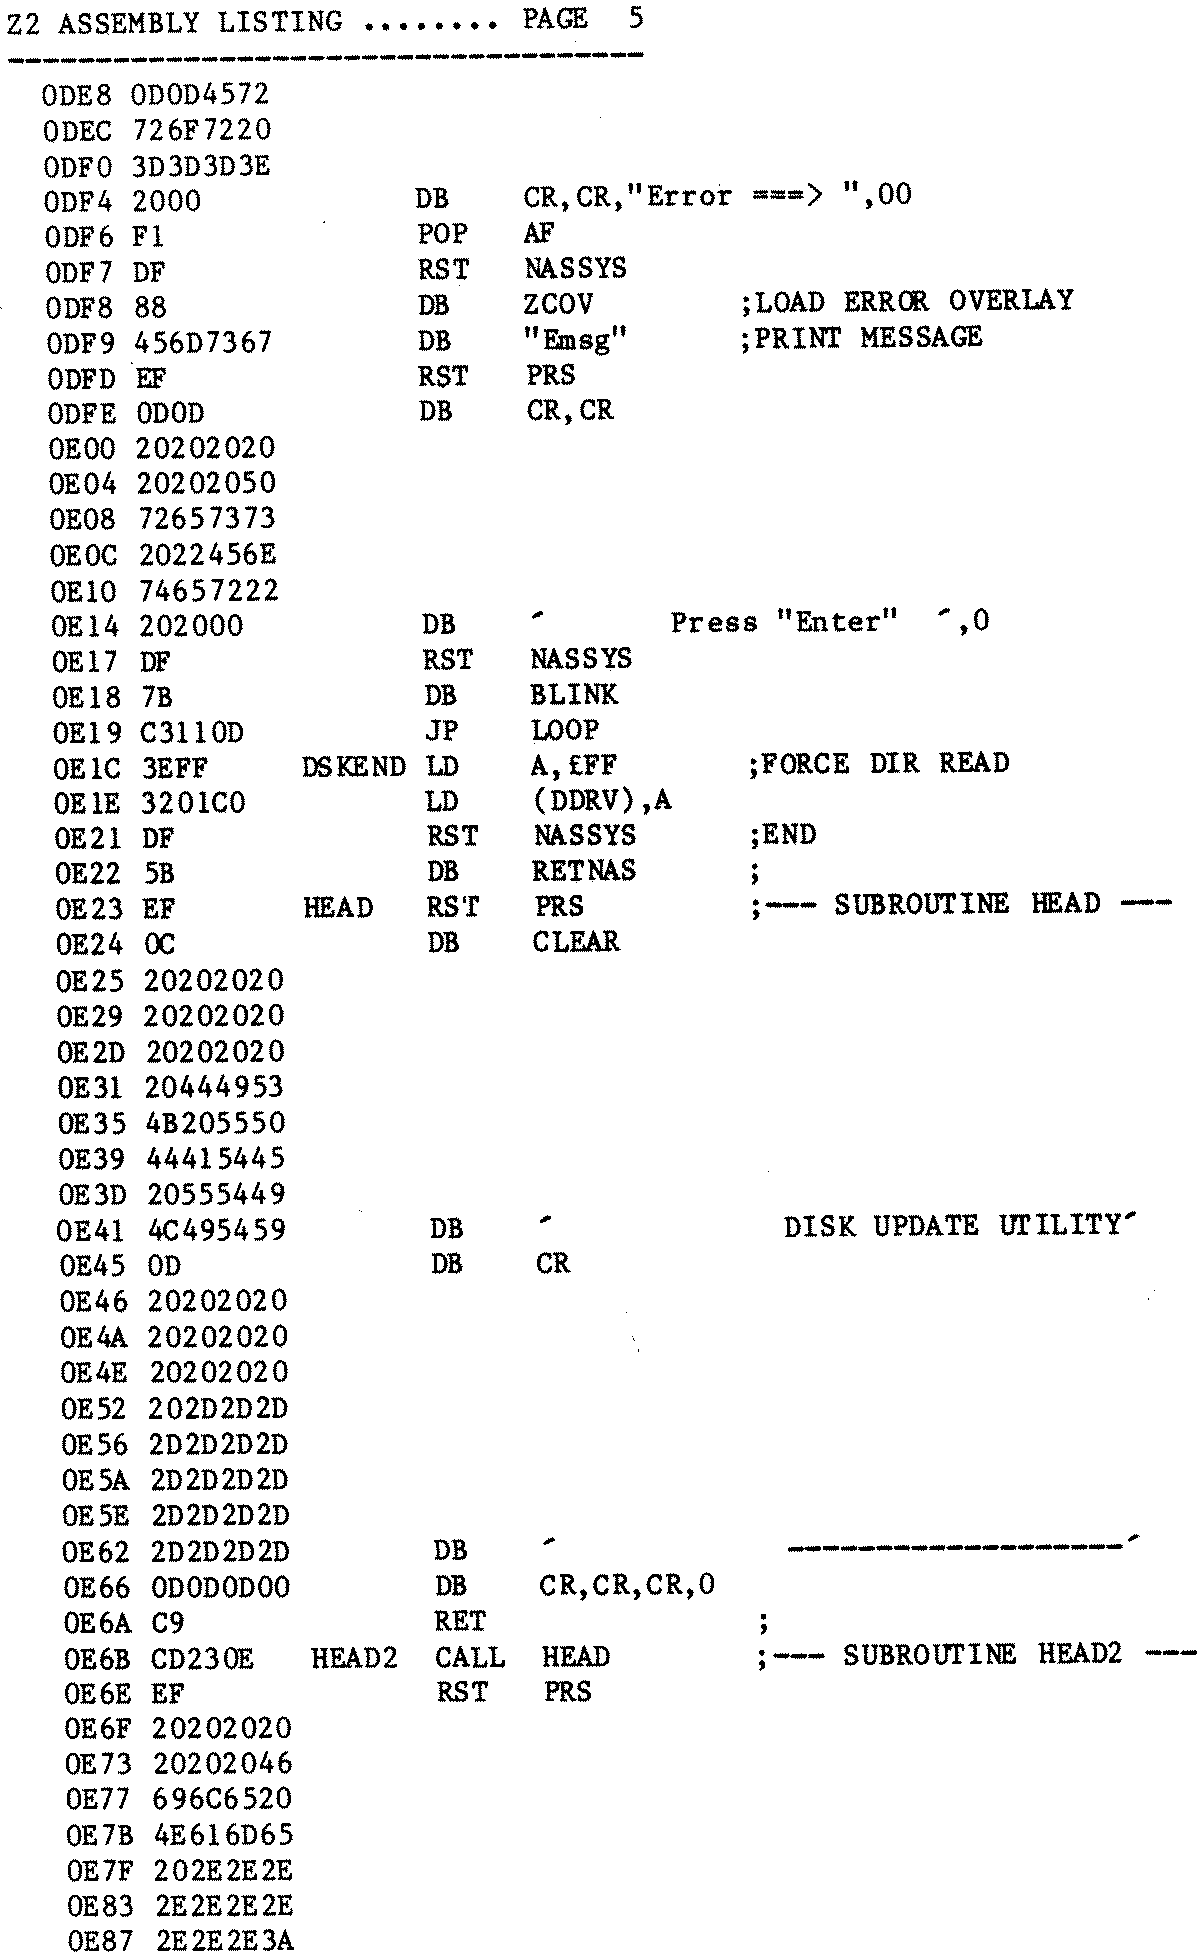 Z2 ASSEMBLY LISTING ........ PAGE   5
------------------------------------
0DE8 0D0D4572
0DEC 726F7220
0DF0 3D3D3D3E
0DF4 2000            DB    CR,CR,"Error ===> ",00
0DF6 F1              POP   AF
0DF7 DF              RST   NASSYS
0DF8 88              DB    ZCOV        ;LOAD ERROR OVERLAY
0DF9 456D7367        DB    "Emsg"      ;PRINT MESSAGE
0DFD EF              RST   PRS
0DFE 0D0D            DB    CR,CR
0E00 20202020
0E04 20202050
0E08 72657373
0E0C 2022456E
0E10 74657222
0E14 202000          DB    '       Press "Enter"  ',0
0E17 DF              RST   NASSYS
0E18 7B              DB    BLINK
0E19 C3110D          JP    LOOP
0E1C 3EFF     DSKEND LD    A,£FF       ;FORCE DIR READ
0E1E 3201C0          LD    (DDRV),A
0E21 DF              RST   NASSYS      ;END
0E22 5B              DB    RETNAS      ;
0E23 EF       HEAD   RST   PRS         ;--- SUBROUTINE HEAD ---
0E24 0C              DB    CLEAR
0E25 20202020
0E29 20202020
0E2D 20202020
0E31 20444953
0E35 4B205550
0E39 44415445
0E3D 20555449
0E41 4C495459        DB    '             DISK UPDATE UTILITY'
0E45 0D              DB    CR
0E46 20202020
0E4A 20202020
0E4E 20202020
0E52 202D2D2D
0E56 2D2D2D2D
0E5A 2D2D2D2D
0E5E 2D2D2D2D
0E62 2D2D2D2D        DB    '             -------------------'
0E66 0D0D0D00        DB    CR,CR,CR,0
0E6A C9              RET               ;
0E6B CD230E   HEAD2  CALL  HEAD        ;--- SUBROUTINE HEAD2 ---
0E6E EF              RST   PRS
0E6F 20202020
0E73 20202046
0E77 696C6520
0E7B 4E616D65
0E7F 202E2E2E
0E83 2E2E2E2E
0E87 2E2E2E3A